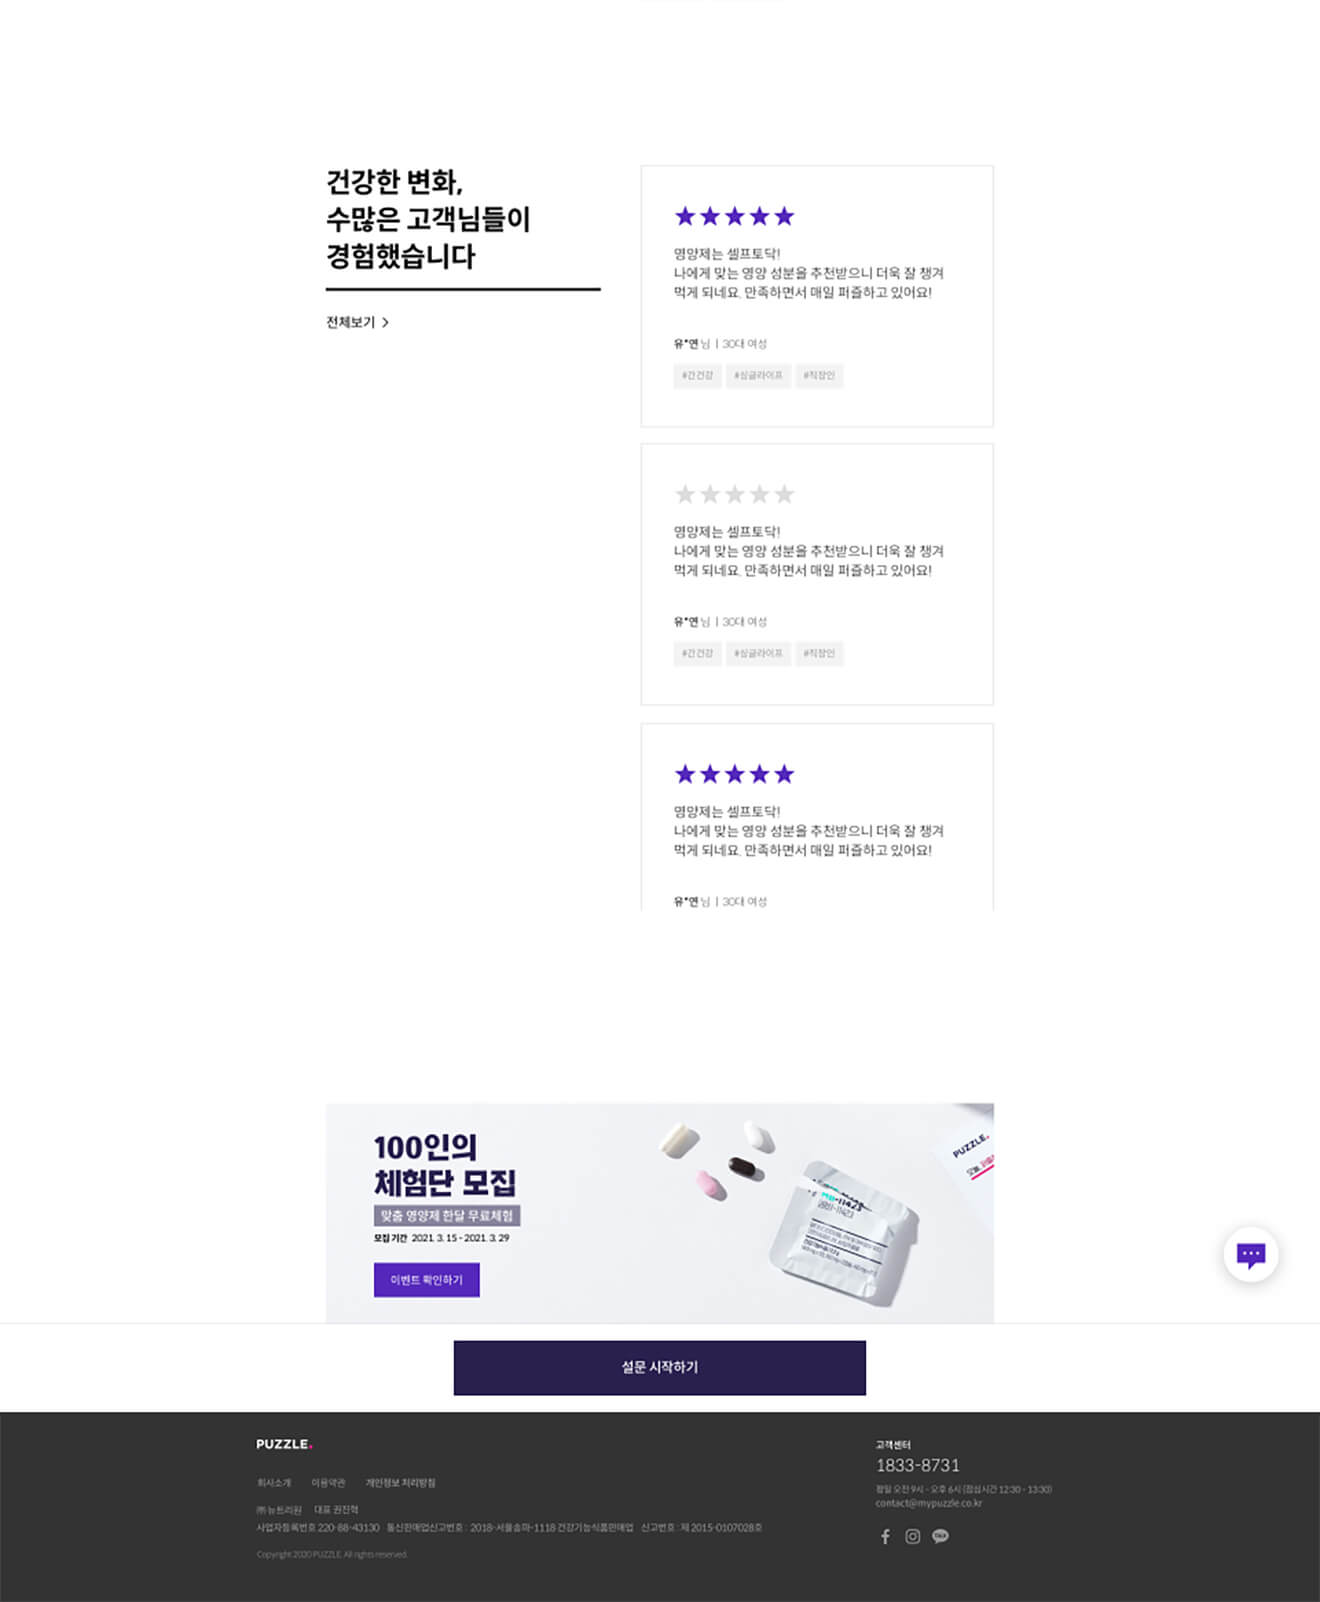 건강한 변화,
수많은 고객님들이
경험했습니다
전체보기 >
영양제는 셀프토닥!
나에게 맞는 영양 성분을 추천받으니 더욱 잘 챙겨
먹게 되네요. 만족하면서 매일 퍼즐하고 있어요!
유*연님 | 30대 여성
#간건강 #싱글라이프 #직장인
영양제는 셀프토닥!
나에게 맞는 영양 성분을 추천받으니 더욱 잘 챙겨
먹게 되네요. 만족하면서 매일 퍼즐하고 있어요!
유*연님 | 30대 여성
#간건강 #싱글라이프 #직장인
영양제는 셀프토닥!
나에게 맞는 영양 성분을 추천받으니 더욱 잘 챙겨
먹게 되네요. 만족하면서 매일 퍼즐하고 있어요!
유*연님 | 30대 여성
100인의
체험단 모집
맞춤 영양제 한달 무료체험
모집 기간 2021. 3. 15 - 2021. 3. 29
이벤트 확인하기
PUZZLE.
오늘,
설문 시작하기
PUZZLE.
회사소개 이용약관 개인정보 처리방침
㈜뉴트리원 대표 권진혁
사업자등록번호 220-88-43130 통신판매업신고번호 : 2018-서울송파-1118 건강기능식품판매업 신고번호 : 제 2015-0107028호
Copyright 2020 PUZZLE. All rights reserved.
고객센터
1833-8731
평일 오전 9시 - 오후 6시 (점심시간 12:30 - 13:30)
contact@mypuzzle.co.kr